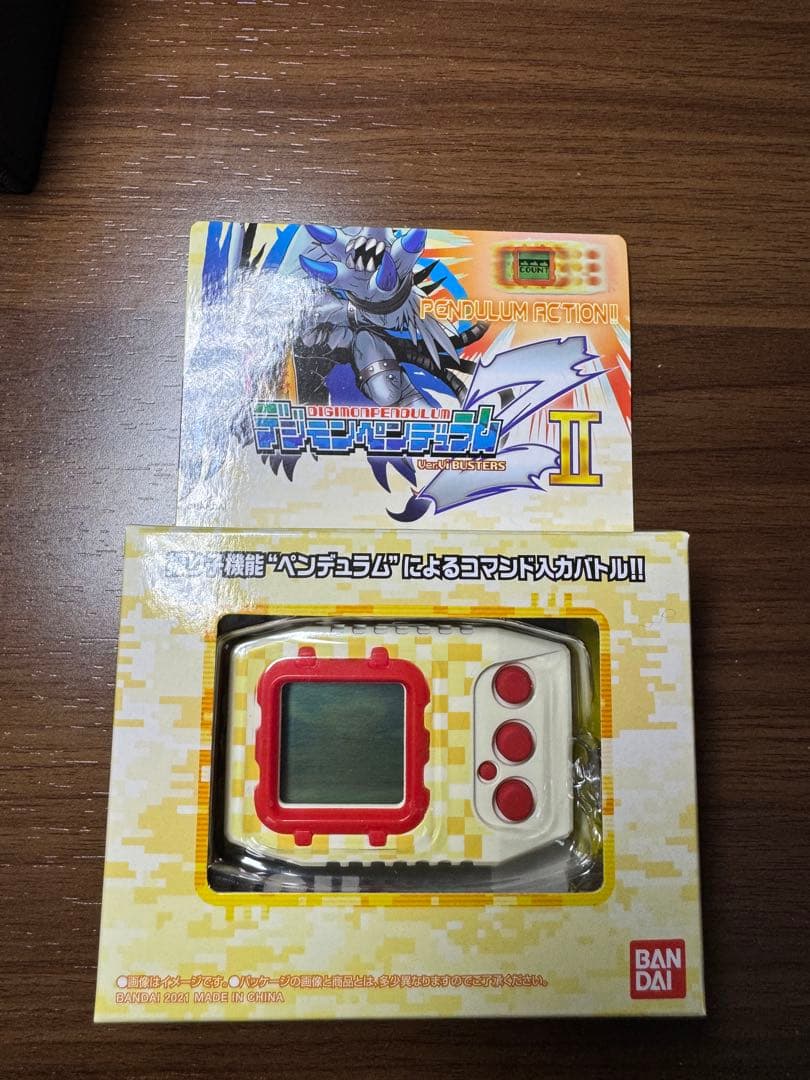 COUNT
PENDULUM ACTION!!
DIGIMONPENDULUM
デジモンペンデュラム
Z II
Ver.Vi BUSTERS
振り子機能“ペンデュラム”によるコマンド入力バトル!!
●画像はイメージです。●パッケージの画像と商品とは、多少異なりますのでご了承ください。
BANDAI 2021 MADE IN CHINA
BAN
DAI